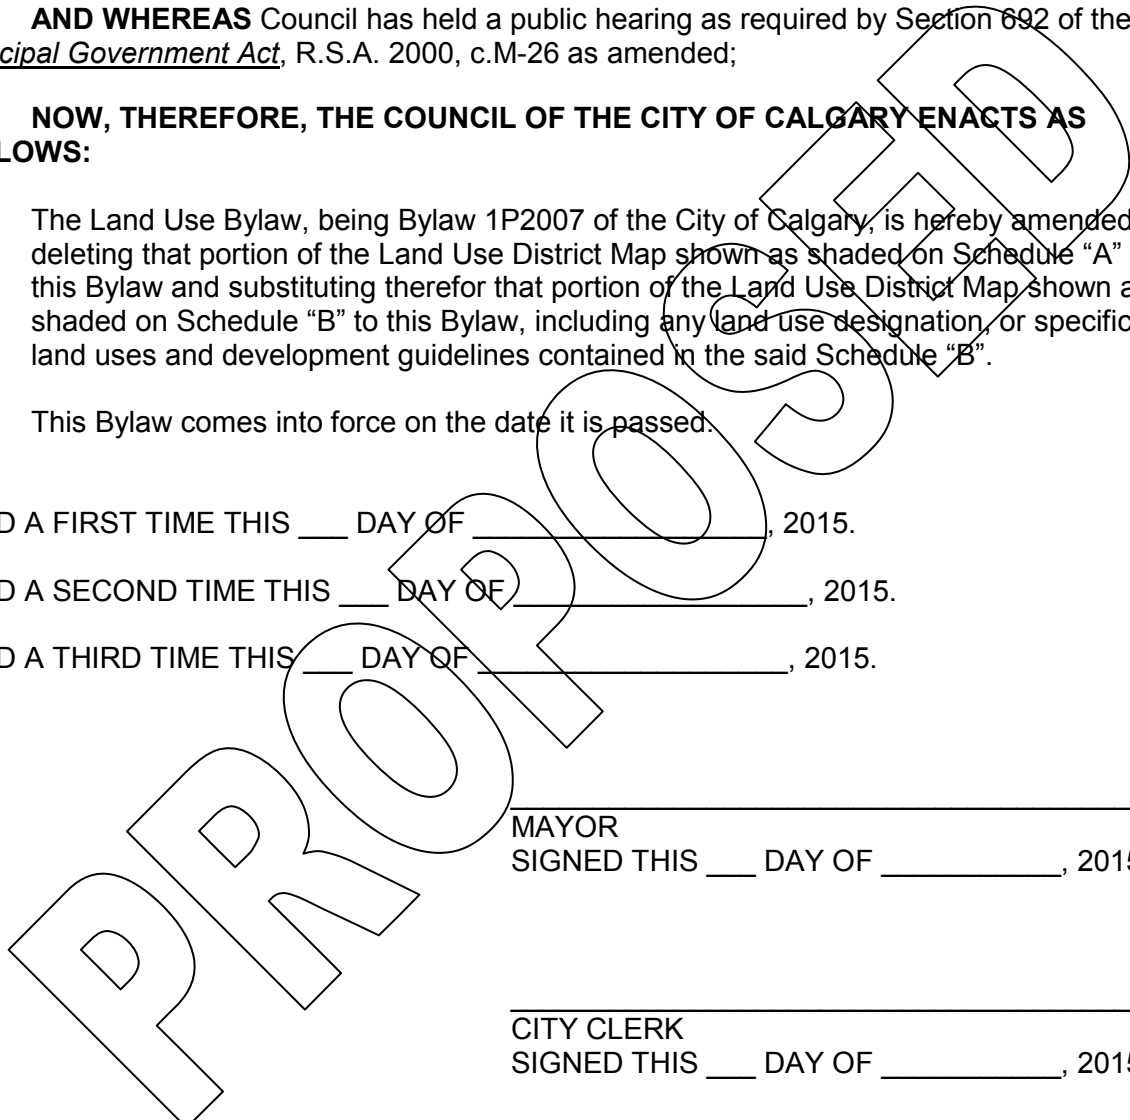 AND WHEREAS Council has held a public hearing as required by Section 692 of the
cipal Government Act, R.S.A. 2000, c.M-26 as amended;
NOW, THEREFORE, THE COUNCIL OF THE CITY OF CALGARY ENACTS AS
LOWS:
The Land Use Bylaw, being Bylaw 1P2007 of the City of Calgary, is hereby amended
deleting that portion of the Land Use District Map shown as shaded on Schedule “A”
this Bylaw and substituting therefor that portion of the Land Use District Map shown a
shaded on Schedule “B” to this Bylaw, including any land use designation, or specific
land uses and development guidelines contained in the said Schedule “B”.
This Bylaw comes into force on the date it is passed.
D A FIRST TIME THIS ___ DAY OF __________________, 2015.
D A SECOND TIME THIS ___ DAY OF __________________, 2015.
D A THIRD TIME THIS ___ DAY OF ___________________, 2015.
MAYOR
SIGNED THIS ___ DAY OF ___________, 2015
CITY CLERK
SIGNED THIS ___ DAY OF ___________, 2015
PROPOSED